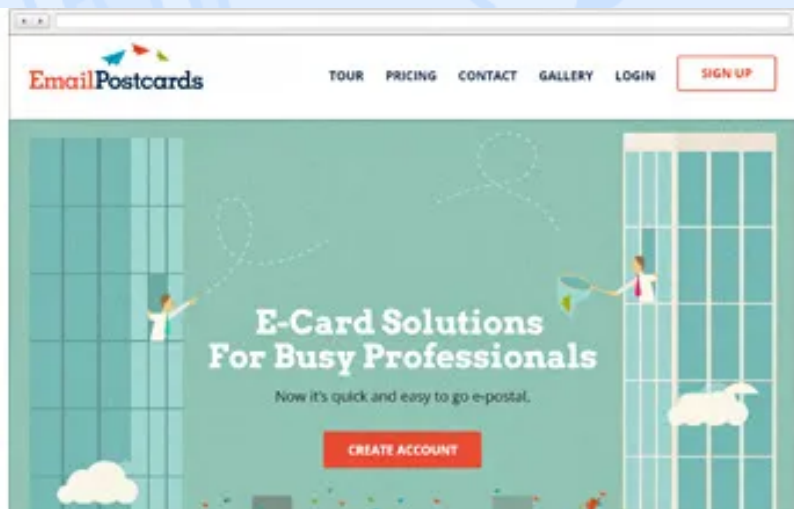 EmailPostcards
TOUR PRICING CONTACT GALLERY LOGIN SIGN UP
E-Card Solutions
For Busy Professionals
Now it's quick and easy to go e-postal.
CREATE ACCOUNT